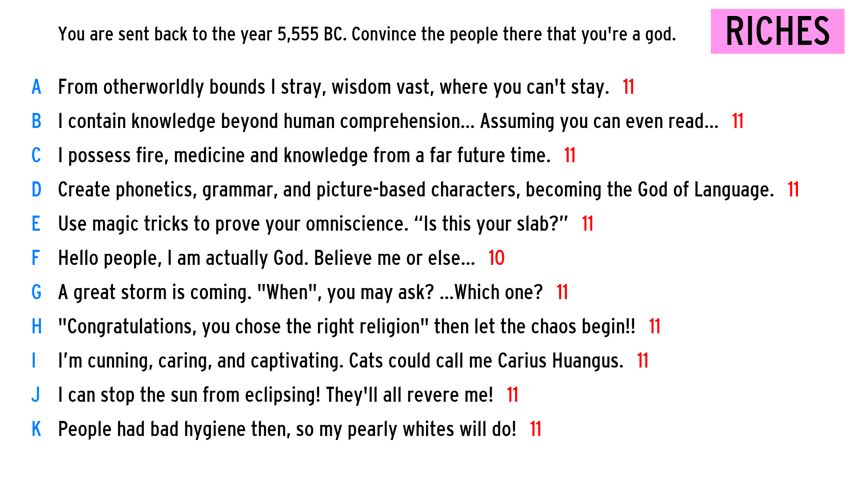 You are sent back to the year 5,555 BC. Convince the people there that you're a god.
RICHES
A From otherworldly bounds I stray, wisdom vast, where you can't stay. 11
B I contain knowledge beyond human comprehension... Assuming you can even read... 11
C I possess fire, medicine and knowledge from a far future time. 11
D Create phonetics, grammar, and picture-based characters, becoming the God of Language. 11
E Use magic tricks to prove your omniscience. “Is this your slab?” 11
F Hello people, I am actually God. Believe me or else... 10
G A great storm is coming. "When", you may ask? ...Which one? 11
H "Congratulations, you chose the right religion" then let the chaos begin!! 11
I I’m cunning, caring, and captivating. Cats could call me Carius Huangus. 11
J I can stop the sun from eclipsing! They'll all revere me! 11
K People had bad hygiene then, so my pearly whites will do! 11